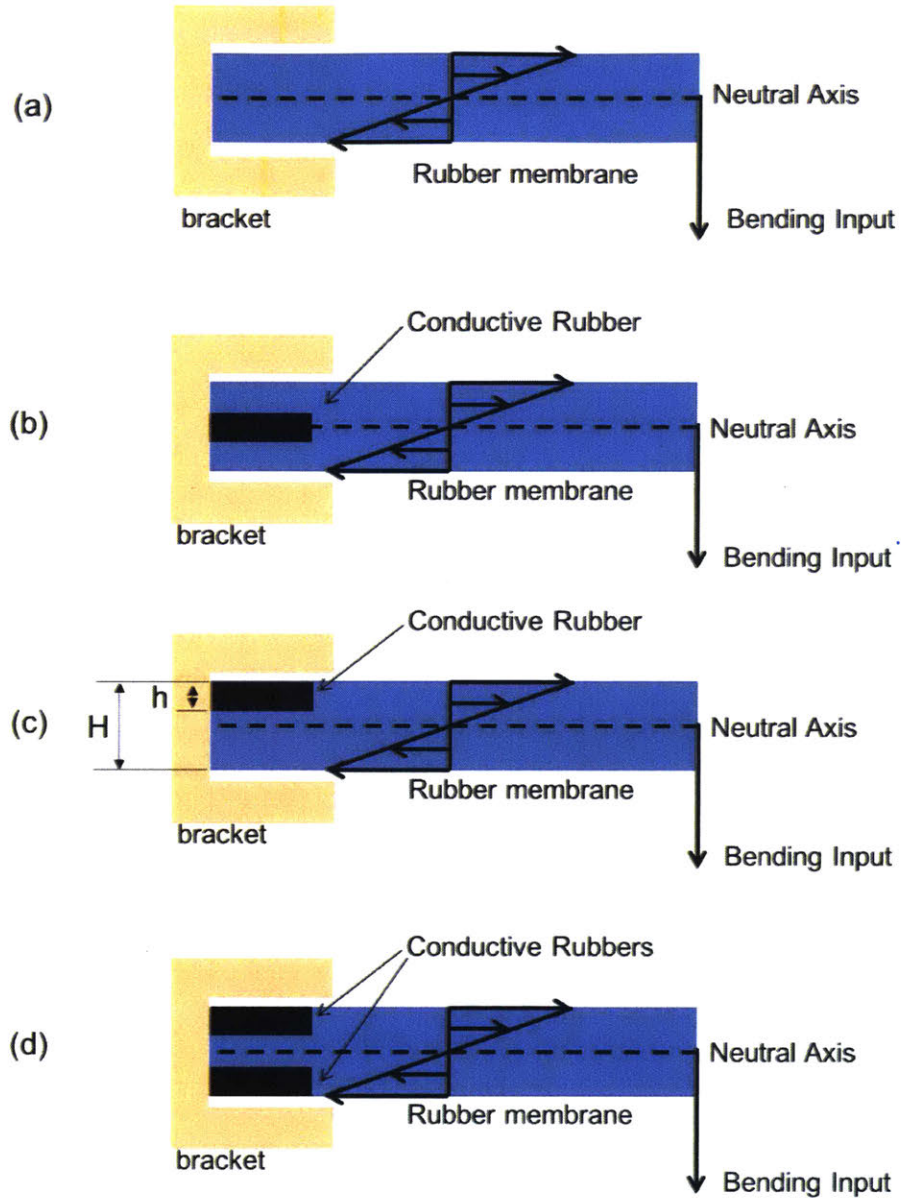 (a)
Neutral Axis
Rubber membrane
bracket
Bending Input
Conductive Rubber
(b)
Neutral Axis
Rubber membrane
bracket
Bending Input
Conductive Rubber
h
H
(c)
Neutral Axis
Rubber membrane
bracket
Bending Input
Conductive Rubbers
(d)
Neutral Axis
Rubber membrane
bracket
Bending Input